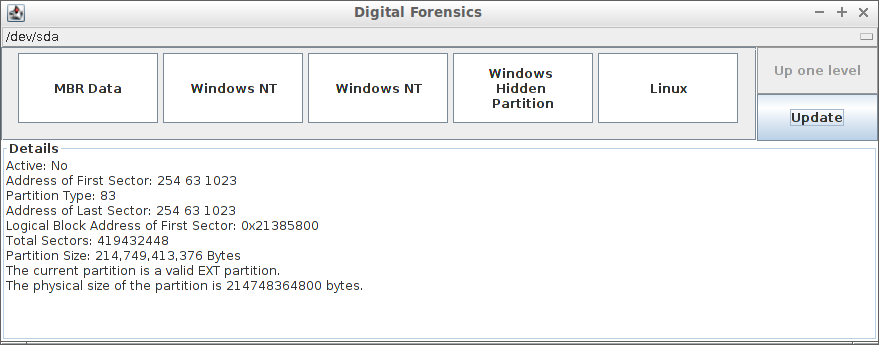 Digital Forensics
/dev/sda
MBR Data
Windows NT
Windows NT
Windows
Hidden
Partition
Linux
Up one level
Update
Details
Active: No
Address of First Sector: 254 63 1023
Partition Type: 83
Address of Last Sector: 254 63 1023
Logical Block Address of First Sector: 0x21385800
Total Sectors: 419432448
Partition Size: 214,749,413,376 Bytes
The current partition is a valid EXT partition.
The physical size of the partition is 214748364800 bytes.